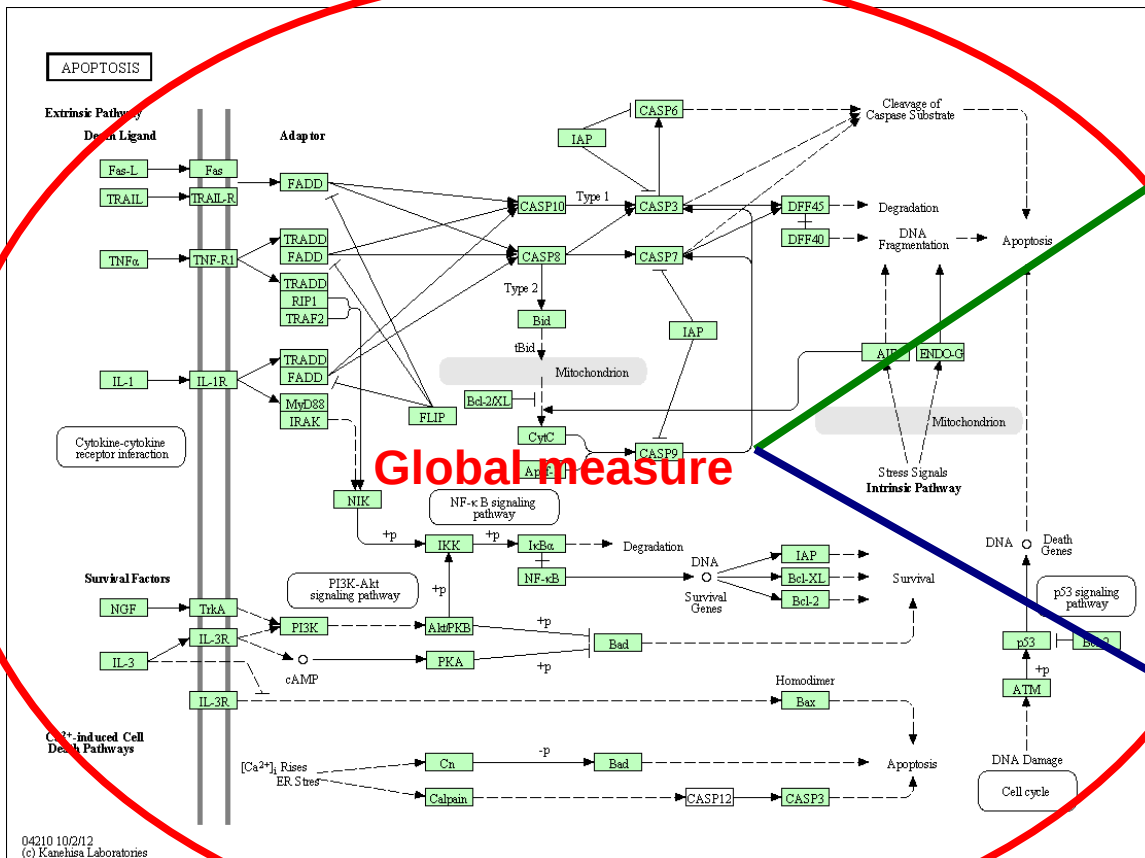 APOPTOSIS
Extrinsic Pathway
Death Ligand
Adaptor
Fas-L
Fas
TRAIL
TRAIL-R
FADD
TNFα
TNF-R1
TRADD
FADD
TRADD
RIP1
TRAF2
IL-1
IL-1R
TRADD
FADD
MyD88
IRAK
FLIP
Cytokine-cytokine
receptor interaction
CASP6
IAP
Cleavage of
Caspase Substrate
CASP10
Type 1
CASP3
DFF45
Degradation
DFF40
DNA
Fragmentation
Apoptosis
CASP8
CASP7
Type 2
Bid
tBid
Mitochondrion
IAP
AIF
ENDO-G
Bcl-2/XL
CytC
CASP9
Mitochondrion
Global measure
Stress Signals
Intrinsic Pathway
NIK
NF-κ B signaling
pathway
+p
IKK
+p
IκBα
Degradation
NF-κB
DNA
Survival
Genes
IAP
Bcl-XL
Bcl-2
Survival
DNA
Death
Genes
p53 signaling
pathway
Survival Factors
PI3K-Akt
signaling pathway
+p
NGF
TrkA
PI3K
Akt/PKB
+p
IL-3R
Bad
IL-3
cAMP
PKA
+p
p53
+p
ATM
IL-3R
Homodimer
Bax
Ca²⁺-induced Cell
Death Pathways
[Ca²⁺]i Rises
ER Stres
Cn
-p
Bad
Apoptosis
Calpain
CASP12
CASP3
DNA Damage
Cell cycle
04210 10/2/12
(c) Kanehisa Laboratories